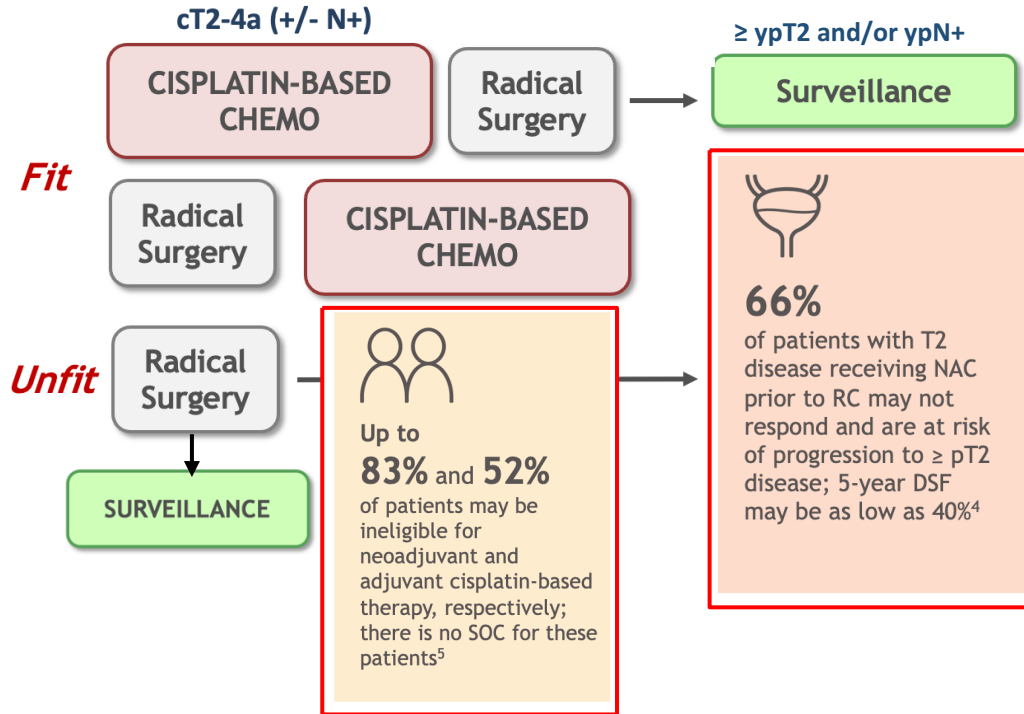 cT2-4a (+/- N+)
≥ ypT2 and/or ypN+
CISPLATIN-BASED
CHEMO
Radical
Surgery
Surveillance
Fit
Radical
Surgery
CISPLATIN-BASED
CHEMO
Unfit
Radical
Surgery
SURVEILLANCE
Up to
83% and 52%
of patients may be
ineligible for
neoadjuvant and
adjuvant cisplatin-based
therapy, respectively;
there is no SOC for these
patients⁵
66%
of patients with T2
disease receiving NAC
prior to RC may not
respond and are at risk
of progression to ≥ pT2
disease; 5-year DSF
may be as low as 40%⁴